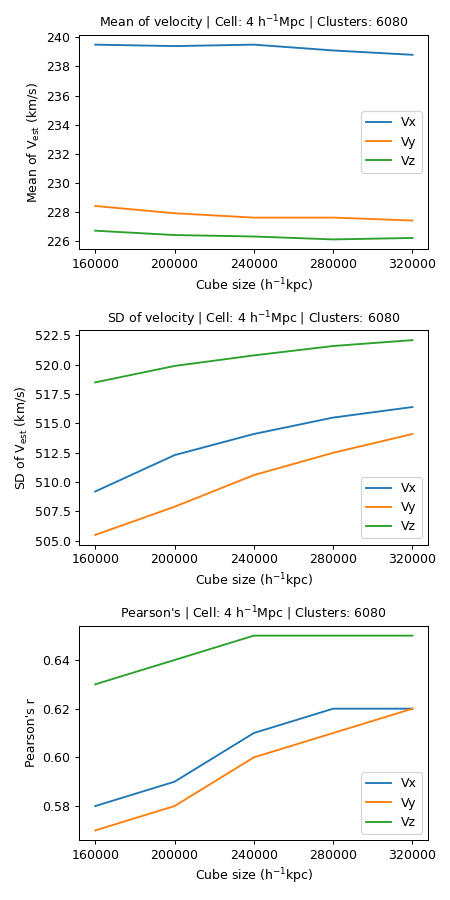 Mean of velocity | Cell: 4 h⁻¹Mpc | Clusters: 6080
240
238
236
234
232
230
228
226
Mean of V_est (km/s)
Vx
Vy
Vz
160000 200000 240000 280000 320000
Cube size (h⁻¹kpc)
SD of velocity | Cell: 4 h⁻¹Mpc | Clusters: 6080
522.5
520.0
517.5
515.0
512.5
510.0
507.5
505.0
SD of V_est (km/s)
Vx
Vy
Vz
160000 200000 240000 280000 320000
Cube size (h⁻¹kpc)
Pearson's | Cell: 4 h⁻¹Mpc | Clusters: 6080
0.64
0.62
0.60
0.58
Pearson's r
Vx
Vy
Vz
160000 200000 240000 280000 320000
Cube size (h⁻¹kpc)